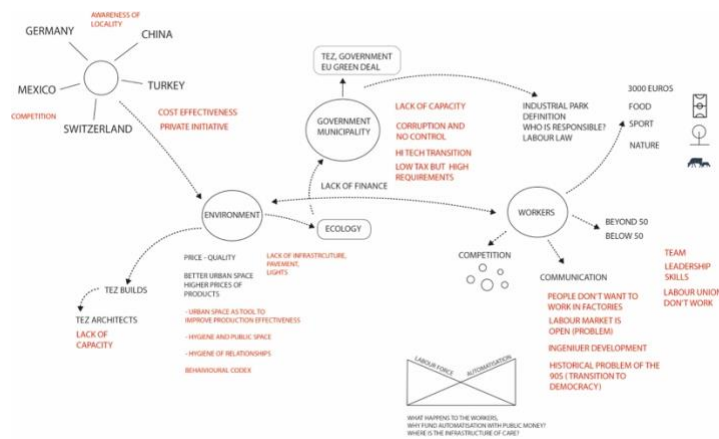 AWARENESS OF
LOCALITY
GERMANY
CHINA
MEXICO
TURKEY
COMPETITION
SWITZERLAND
COST EFFECTIVENESS
PRIVATE INITIATIVE
TEZ, GOVERNMENT
EU GREEN DEAL
GOVERNMENT
MUNICIPALITY
LACK OF CAPACITY
CORRUPTION AND
NO CONTROL
HI TECH TRANSITION
LOW TAX BUT HIGH
REQUIREMENTS
INDUSTRIAL PARK
DEFINITION
WHO IS RESPONSIBLE?
LABOUR LAW
3000 EUROS
FOOD
SPORT
NATURE
LACK OF FINANCE
ENVIRONMENT
ECOLOGY
WORKERS
BEYOND 50
BELOW 50
PRICE - QUALITY
BETTER URBAN SPACE
HIGHER PRICES OF
PRODUCTS
- URBAN SPACE AS TOOL TO
IMPROVE PRODUCTION EFFECTIVENESS
- HYGIENE AND PUBLIC SPACE
- HYGIENE OF RELATIONSHIPS
BEHAVIOURAL CODEX
LACK OF INFRASTRCUTURE,
PAVEMENT,
LIGHTS
TEZ BUILDS
TEZ ARCHITECTS
LACK OF
CAPACITY
COMPETITION
COMMUNICATION
PEOPLE DON'T WANT TO
WORK IN FACTORIES
LABOUR MARKET IS
OPEN (PROBLEM)
INGENIUER DEVELOPMENT
HISTORICAL PROBLEM OF THE
90S ( TRANSITION TO
DEMOCRACY)
TEAM
LEADERSHIP
SKILLS
LABOUR UNION
DON'T WORK
LABOUR FORCE
AUTOMATISATION
WHAT HAPPENS TO THE WORKERS,
WHY FUND AUTOMATISATION WITH PUBLIC MONEY?
WHERE IS THE INFRASTRUCTURE OF CARE?